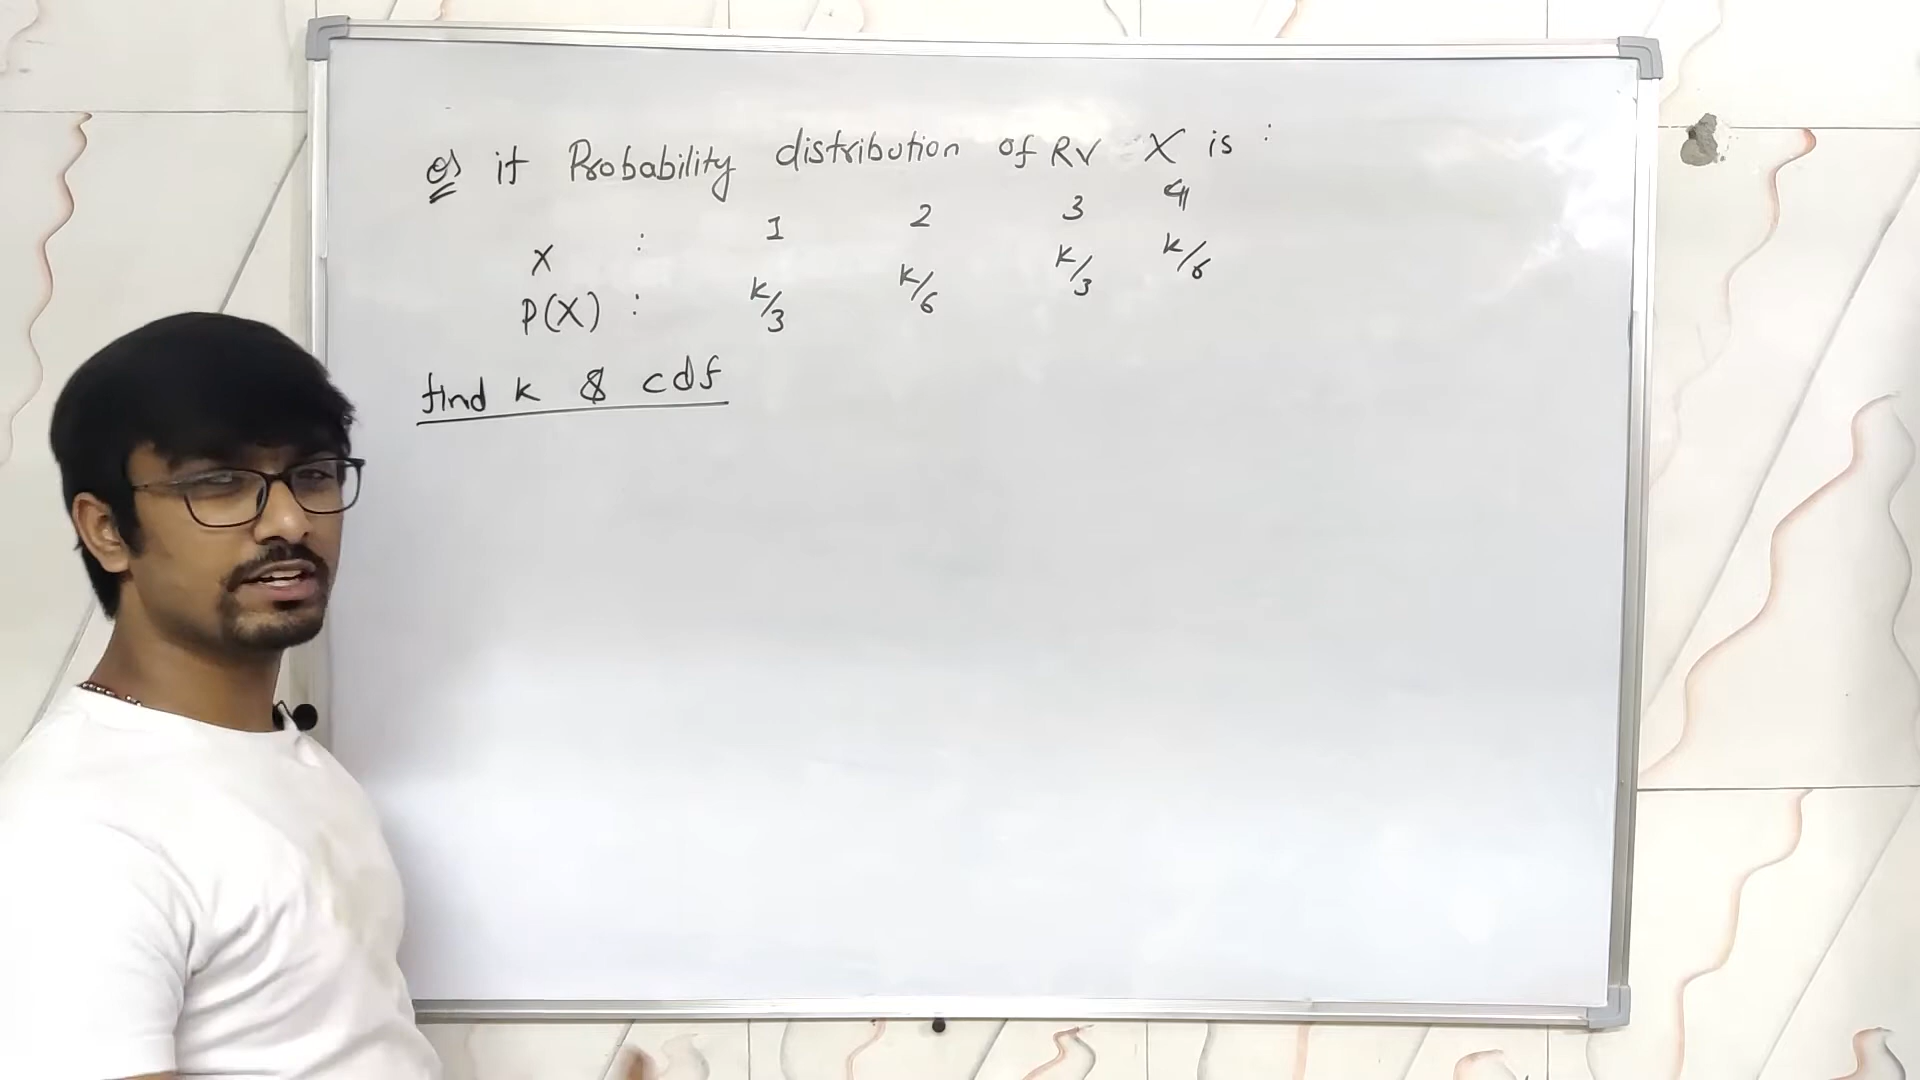 Q) if Probability distribution of RV X is :
X : 1 2 3 4
P(X) : K/3 K/6 K/3 K/6
find K & cdf